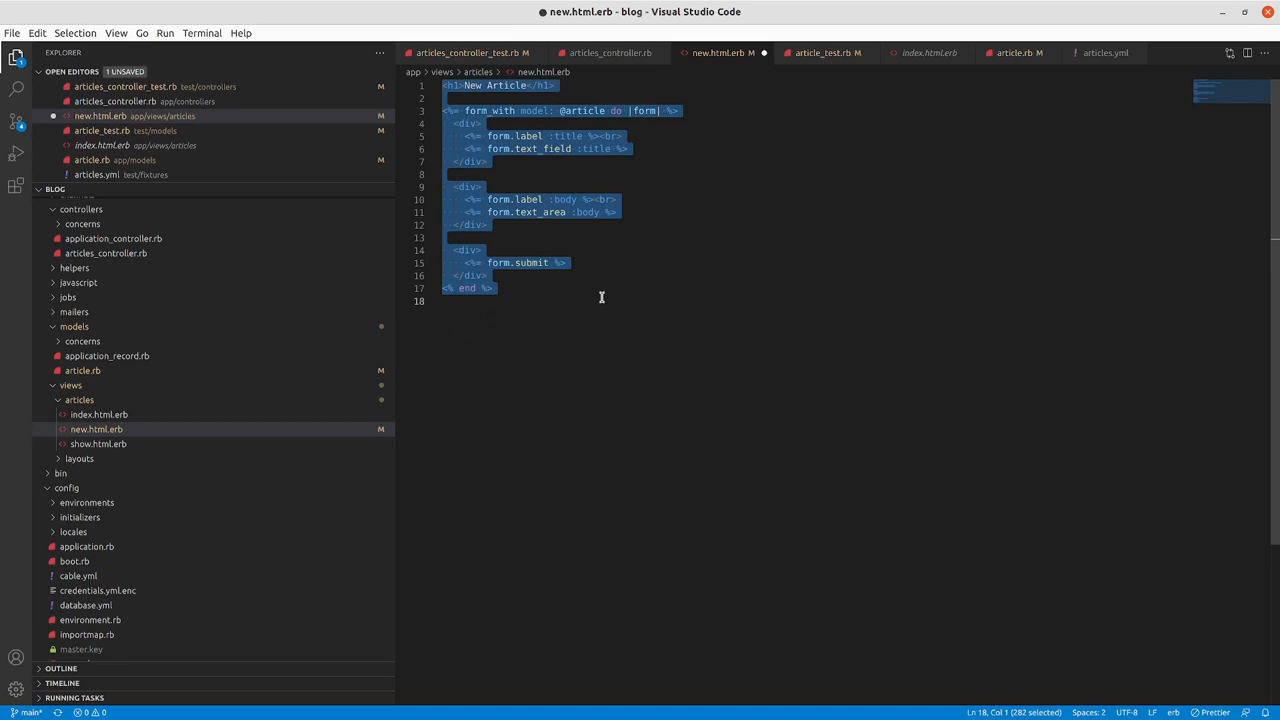 new.html.erb - blog - Visual Studio Code
File Edit Selection View Go Run Terminal Help
EXPLORER
OPEN EDITORS 1 UNSAVED
articles_controller_test.rb test/controllers M
articles_controller.rb app/controllers
new.html.erb app/views/articles M
article_test.rb test/models M
index.html.erb app/views/articles
article.rb app/models M
articles.yml test/fixtures
BLOG
controllers
concerns
application_controller.rb
articles_controller.rb
helpers
javascript
jobs
mailers
models
concerns
application_record.rb
article.rb M
views
articles
index.html.erb
new.html.erb M
show.html.erb
layouts
bin
config
environments
initializers
locales
application.rb
boot.rb
cable.yml
credentials.yml.enc
database.yml
environment.rb
importmap.rb
master.key
OUTLINE
TIMELINE
RUNNING TASKS
articles_controller_test.rb M articles_controller.rb new.html.erb M article_test.rb M index.html.erb article.rb M articles.yml
app views articles new.html.erb
1 <h1>New Article</h1>
2
3 <%= form_with model: @article do |form| %>
4 <div>
5 <%= form.label :title %><br>
6 <%= form.text_field :title %>
7 </div>
8
9 <div>
10 <%= form.label :body %><br>
11 <%= form.text_area :body %>
12 </div>
13
14 <div>
15 <%= form.submit %>
16 </div>
17 <% end %>
18
1
4
main* 0 0 Ln 18, Col 1 (282 selected) Spaces: 2 UTF-8 LF erb Prettier